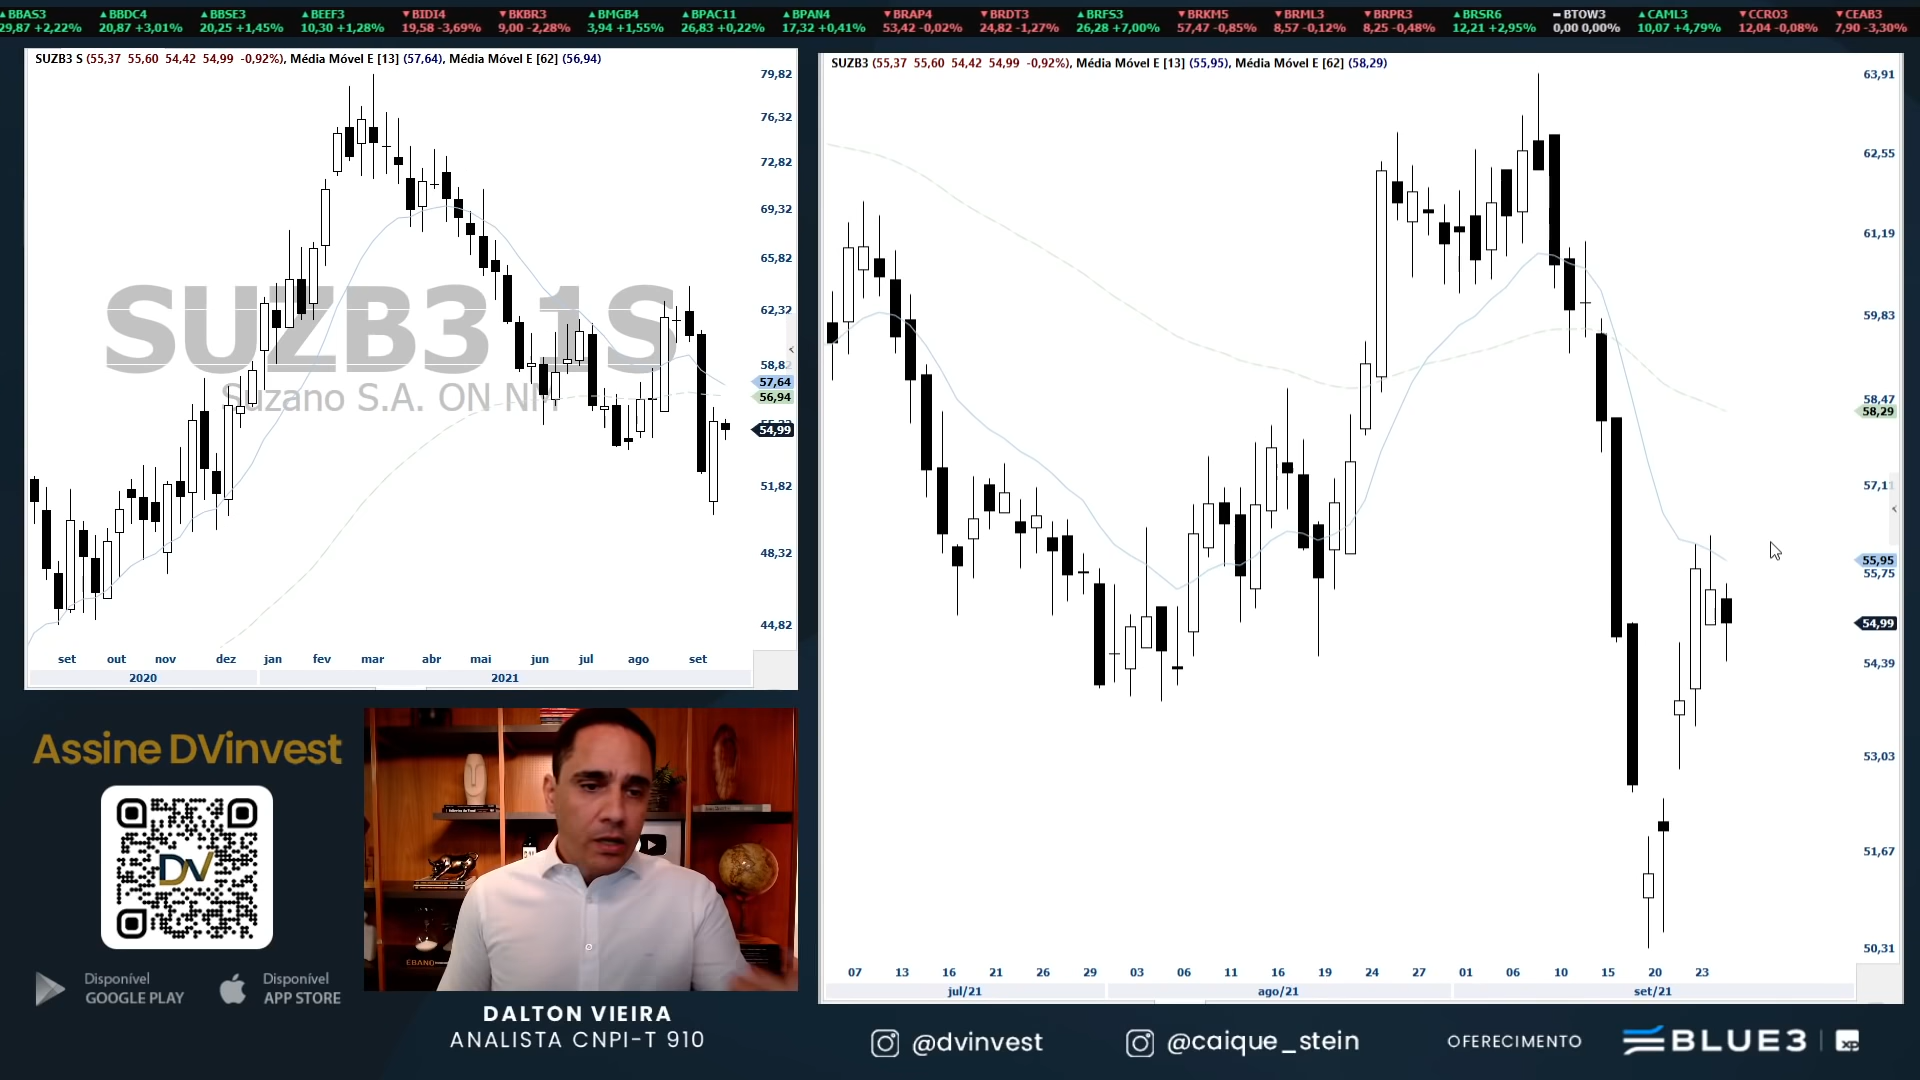 ▲BBAS3 ▲BBDC4 ▲BBSE3 ▲BEEF3 ▼BIDI4 ▼BKBR3 ▲BMGB4 ▲BPAC11 ▲BPAN4 ▼BRAP4 ▼BRDT3 ▲BRFS3 ▼BRKM5 ▼BRML3 ▼BRPR3 ▲BRSR6 BTOW3 ▲CAML3 ▼CCRO3 ▼CEAB3
29,87 +2,22% 20,87 +3,01% 20,25 +1,45% 10,30 +1,28% 19,58 -3,69% 9,00 -2,28% 3,94 +1,55% 26,83 +0,22% 17,32 +0,41% 53,42 -0,02% 24,82 -1,27% 26,28 +7,00% 57,47 -0,85% 8,57 -0,12% 8,25 -0,48% 12,21 +2,95% 0,00 0,00% 10,07 +4,79% 12,04 -0,08% 7,90 -3,30%
SUZB3 S (55,37 55,60 54,42 54,99 -0,92%), Média Móvel E [13] (57,64), Média Móvel E [62] (56,94)
79,82
76,32
72,82
69,32
65,82
62,32
58,82
57,64
56,94
54,99
51,82
48,32
44,82
SUZB3 1S
Suzano S.A. ON NM
set out nov dez jan fev mar abr mai jun jul ago set
2020 2021
SUZB3 (55,37 55,60 54,42 54,99 -0,92%), Média Móvel E [13] (55,95), Média Móvel E [62] (58,29)
63,91
62,55
61,19
59,83
58,47
58,29
57,11
55,95
55,75
54,99
54,39
53,03
51,67
50,31
07 13 16 21 26 29 03 06 11 16 19 24 27 01 06 10 15 20 23
jul/21 ago/21 set/21
Assine DVinvest
DV
Disponível
GOOGLE PLAY
Disponível
APP STORE
EBANO
DALTON VIEIRA
ANALISTA CNPI-T 910
@dvinvest
@caique_stein
OFERECIMENTO
BLUE3
xp